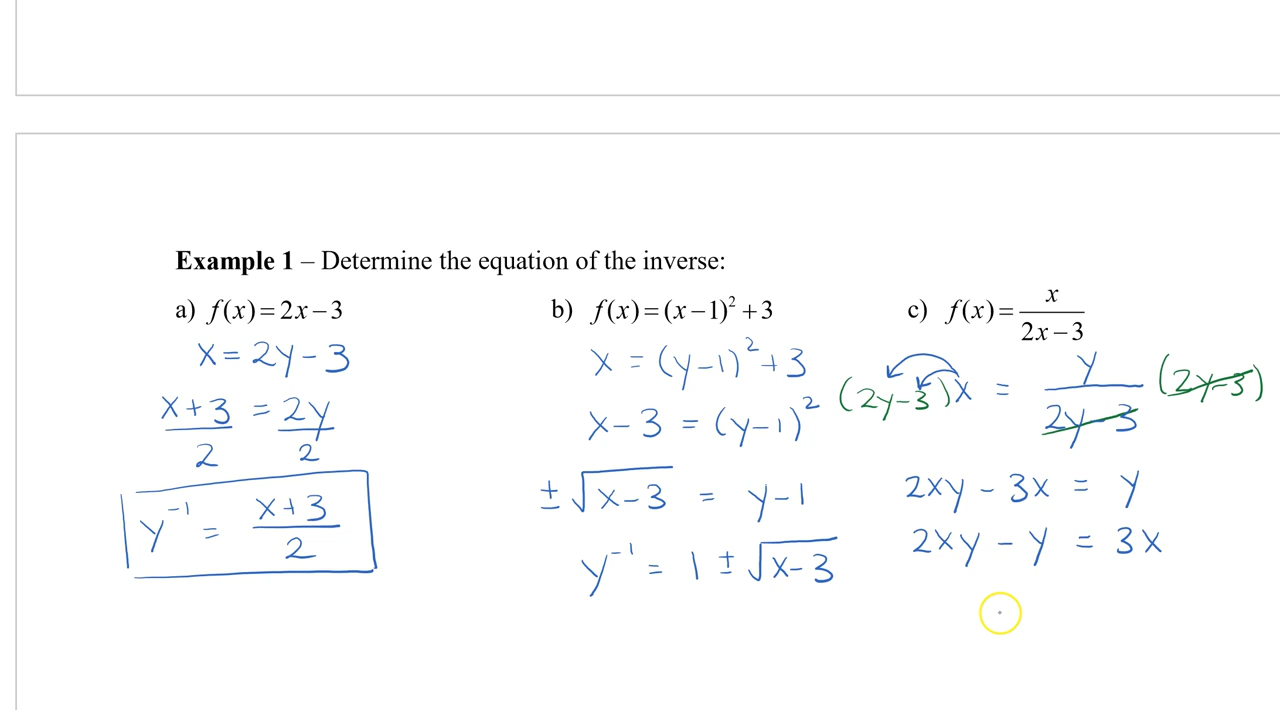 Example 1 – Determine the equation of the inverse:
a) f(x)=2x−3
x = 2y − 3
x+3 = 2y
2 2
y⁻¹ = x+3
2
b) f(x)=(x−1)²+3
x = (y−1)²+3
x−3 = (y−1)²
±√x−3 = y−1
y⁻¹ = 1 ± √x−3
c) f(x)= x
2x−3
(2y−3)x = y (2y−3)
2y−3
2xy − 3x = y
2xy − y = 3x